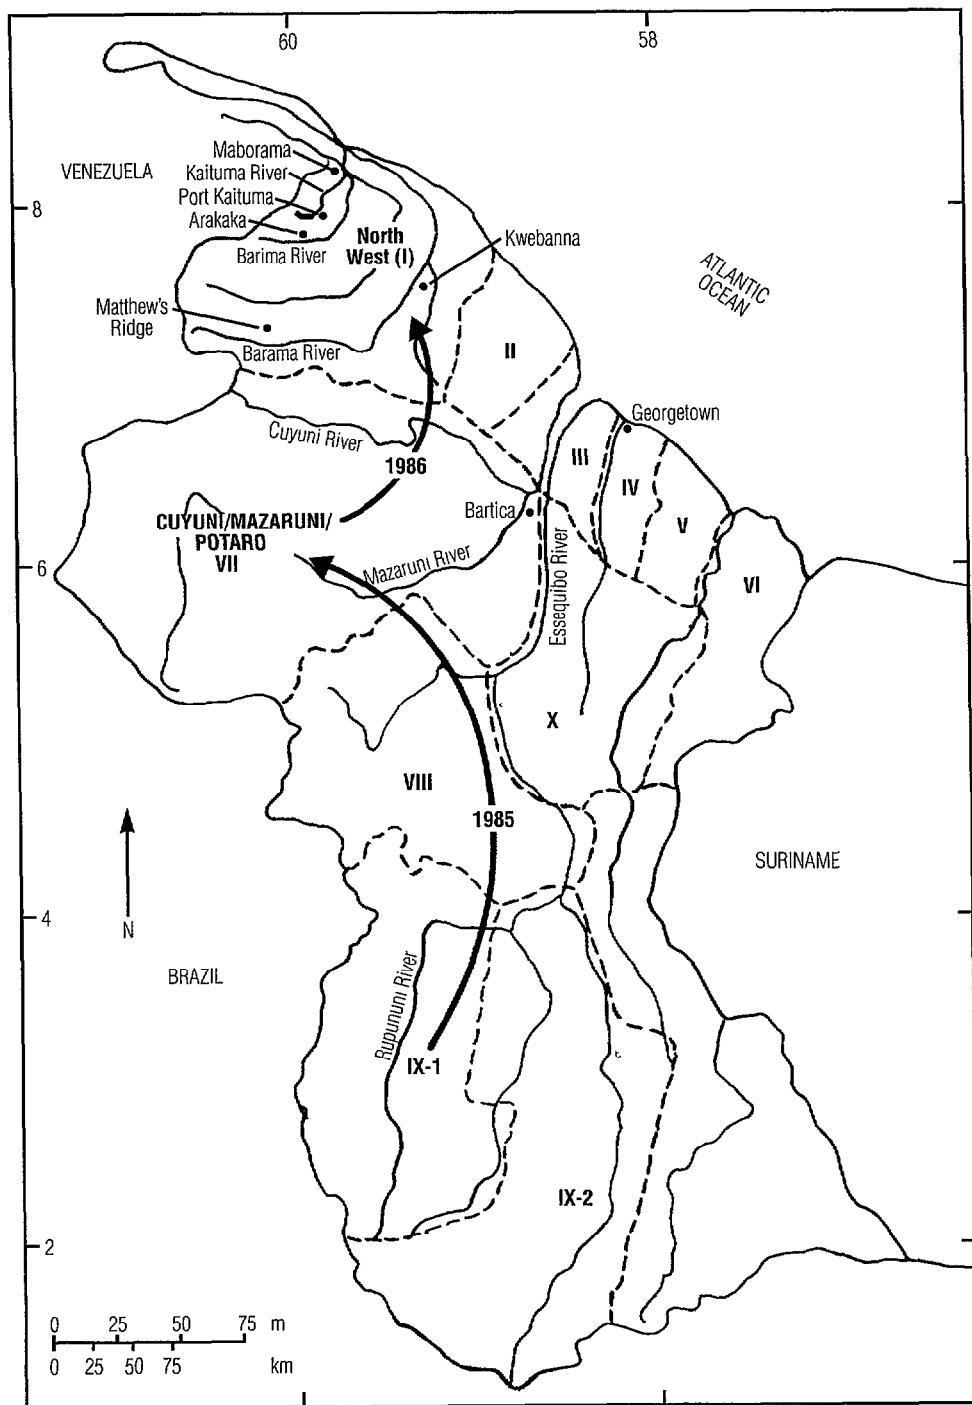 60
58
VENEZUELA
Maborama
Kaituma River
Port Kaituma
Arakaka
Barima River
North
West (I)
Kwebanna
ATLANTIC
OCEAN
8
Matthew's
Ridge
Barama River
II
Cuyuni River
Georgetown
1986
III
IV
V
Bartica
CUYUNI/MAZARUNI/
POTARO
VII
Mazaruni River
Essequibo River
VI
6
X
VIII
1985
SURINAME
N
4
BRAZIL
Rupununi River
IX-1
IX-2
2
0 25 50 75 m
0 25 50 75 km